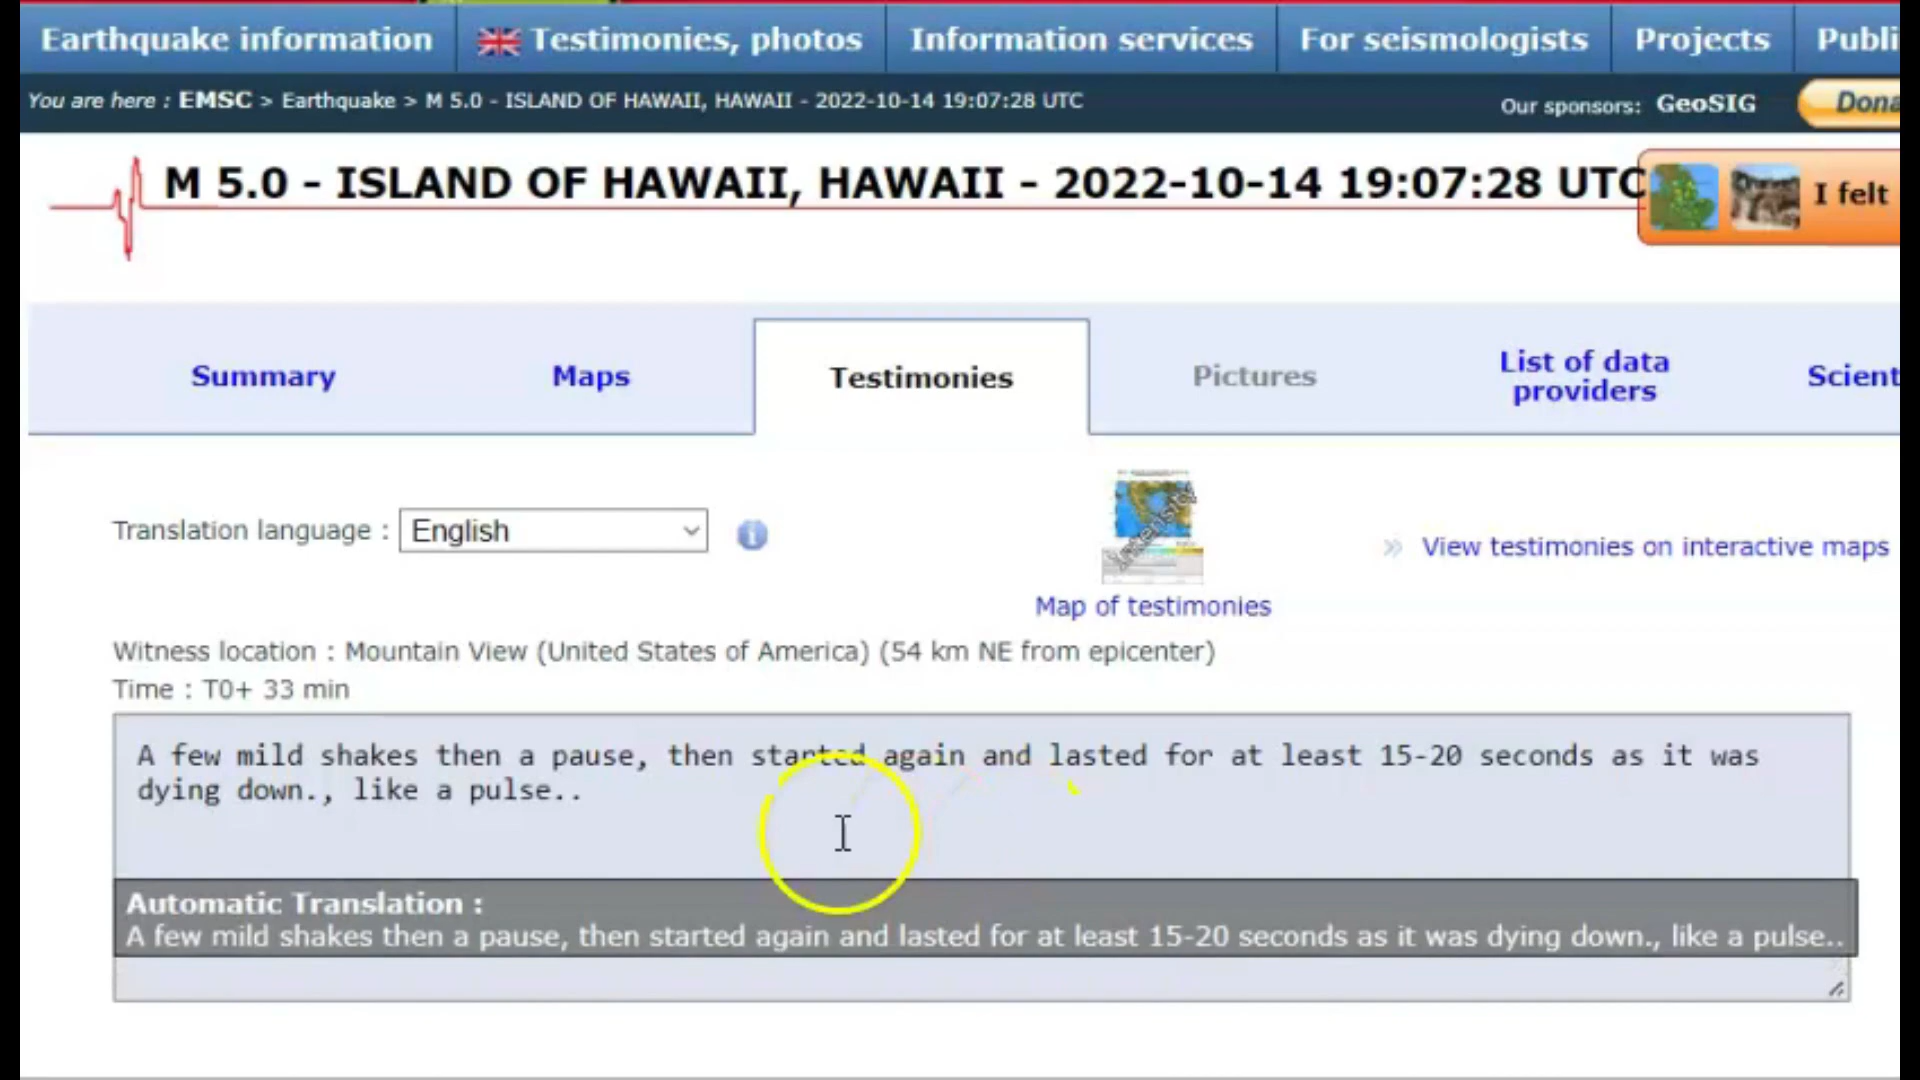 Earthquake information Testimonies, photos Information services For seismologists Projects Publi
You are here : EMSC > Earthquake > M 5.0 - ISLAND OF HAWAII, HAWAII - 2022-10-14 19:07:28 UTC
Our sponsors: GeoSIG Dona
M 5.0 - ISLAND OF HAWAII, HAWAII - 2022-10-14 19:07:28 UTC
I felt
Summary Maps Testimonies Pictures List of data
providers Scient
Translation language : English
Intensity
View testimonies on interactive maps
Map of testimonies
Witness location : Mountain View (United States of America) (54 km NE from epicenter)
Time : T0+ 33 min
A few mild shakes then a pause, then started again and lasted for at least 15-20 seconds as it was
dying down., like a pulse..
Automatic Translation :
A few mild shakes then a pause, then started again and lasted for at least 15-20 seconds as it was dying down., like a pulse..